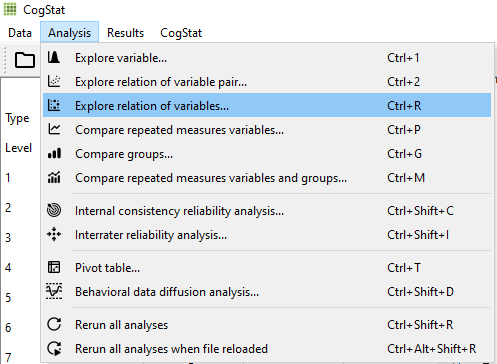 CogStat
Data Analysis Results CogStat
Explore variable... Ctrl+1
Explore relation of variable pair... Ctrl+2
Explore relation of variables... Ctrl+R
Type
Compare repeated measures variables... Ctrl+P
Level
Compare groups... Ctrl+G
1
Compare repeated measures variables and groups... Ctrl+M
2
Internal consistency reliability analysis... Ctrl+Shift+C
3
Interrater reliability analysis... Ctrl+Shift+I
4
Pivot table... Ctrl+T
5
Behavioral data diffusion analysis... Ctrl+Shift+D
6
Rerun all analyses Ctrl+Shift+R
7
Rerun all analyses when file reloaded Ctrl+Alt+Shift+R